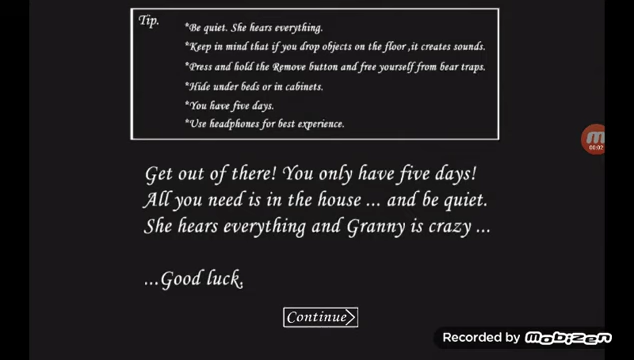 Tip.
*Be quiet. She hears everything.
*Keep in mind that if you drop objects on the floor ,it creates sounds.
*Press and hold the Remove button and free yourself from bear traps.
*Hide under beds or in cabinets.
*You have five days.
*Use headphones for best experience.
Get out of there! You only have five days!
All you need is in the house ... and be quiet.
She hears everything and Granny is crazy ...
...Good luck.
Continue
00:02
Recorded by mobizen